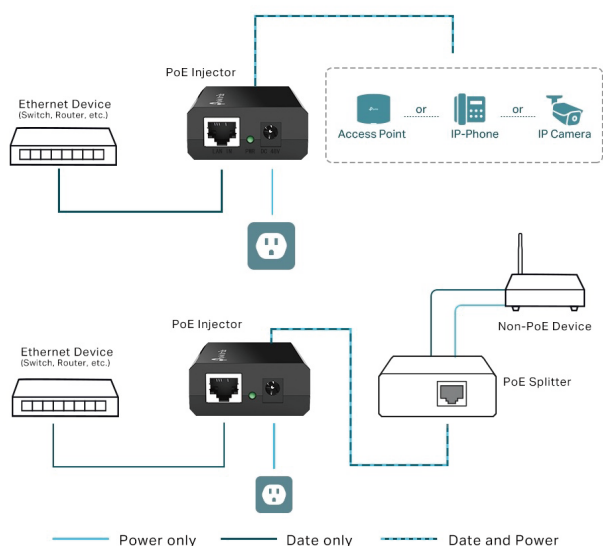 PoE Injector
Ethernet Device
(Switch, Router, etc.)
or
or
Access Point
IP-Phone
IP Camera
PoE Injector
Ethernet Device
(Switch, Router, etc.)
Non-PoE Device
PoE Splitter
Power only
Date only
Date and Power